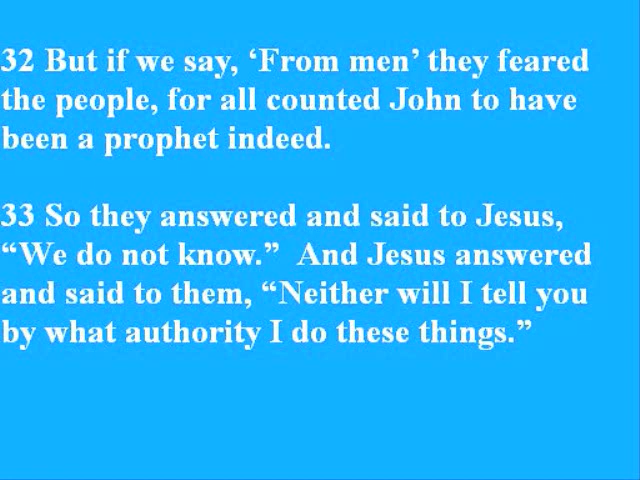 32 But if we say, ‘From men’ they feared
the people, for all counted John to have
been a prophet indeed.
33 So they answered and said to Jesus,
“We do not know.”  And Jesus answered
and said to them, “Neither will I tell you
by what authority I do these things.”